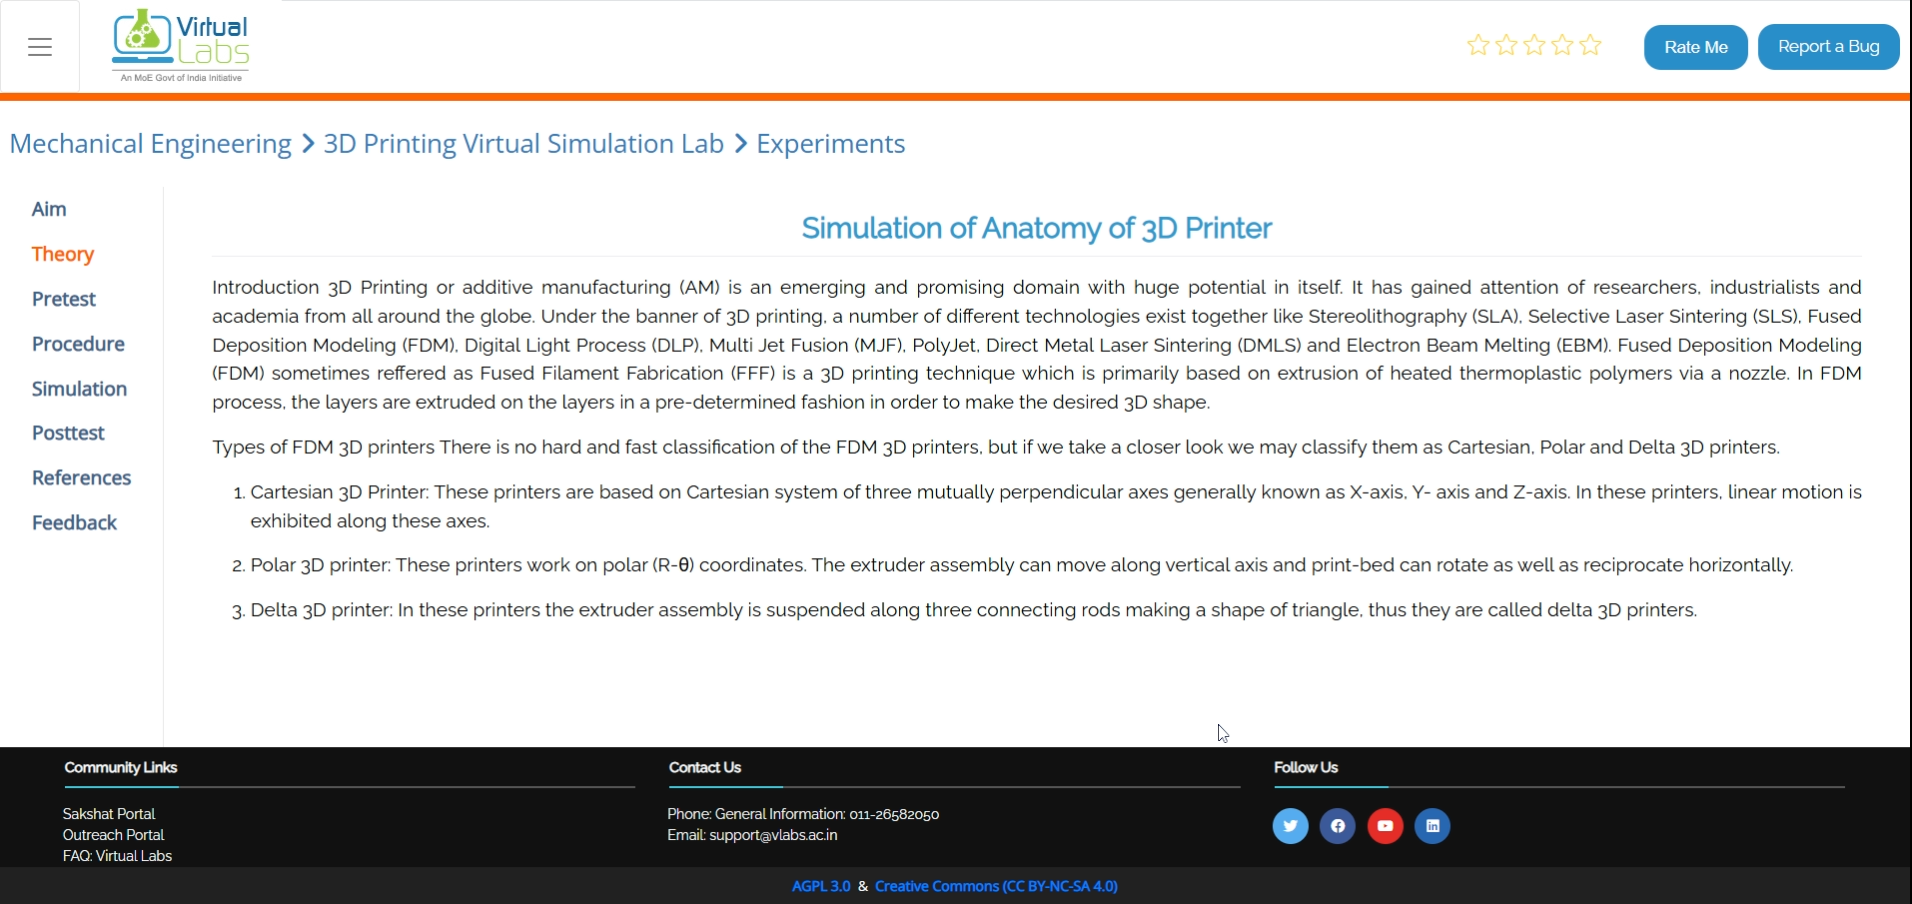 Virtual
Labs
An MoE Govt of India Initiative
Rate Me
Report a Bug
Mechanical Engineering > 3D Printing Virtual Simulation Lab > Experiments
Aim
Theory
Pretest
Procedure
Simulation
Posttest
References
Feedback
Simulation of Anatomy of 3D Printer
Introduction 3D Printing or additive manufacturing (AM) is an emerging and promising domain with huge potential in itself. It has gained attention of researchers, industrialists and
academia from all around the globe. Under the banner of 3D printing, a number of different technologies exist together like Stereolithography (SLA), Selective Laser Sintering (SLS), Fused
Deposition Modeling (FDM), Digital Light Process (DLP), Multi Jet Fusion (MJF), PolyJet, Direct Metal Laser Sintering (DMLS) and Electron Beam Melting (EBM). Fused Deposition Modeling
(FDM) sometimes reffered as Fused Filament Fabrication (FFF) is a 3D printing technique which is primarily based on extrusion of heated thermoplastic polymers via a nozzle. In FDM
process, the layers are extruded on the layers in a pre-determined fashion in order to make the desired 3D shape.
Types of FDM 3D printers There is no hard and fast classification of the FDM 3D printers, but if we take a closer look we may classify them as Cartesian, Polar and Delta 3D printers.
1. Cartesian 3D Printer: These printers are based on Cartesian system of three mutually perpendicular axes generally known as X-axis, Y- axis and Z-axis. In these printers, linear motion is
exhibited along these axes.
2. Polar 3D printer: These printers work on polar (R-θ) coordinates. The extruder assembly can move along vertical axis and print-bed can rotate as well as reciprocate horizontally.
3. Delta 3D printer: In these printers the extruder assembly is suspended along three connecting rods making a shape of triangle, thus they are called delta 3D printers.
Community Links
Sakshat Portal
Outreach Portal
FAQ: Virtual Labs
Contact Us
Phone: General Information: 011-26582050
Email: support@vlabs.ac.in
Follow Us
AGPL 3.0 & Creative Commons (CC BY-NC-SA 4.0)